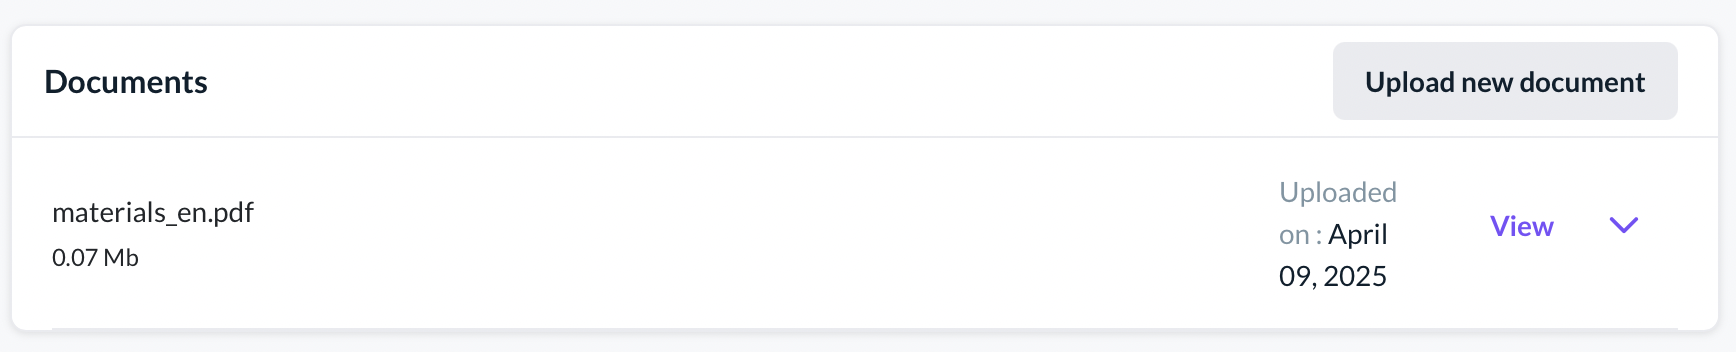 Documents
Upload new document
materials_en.pdf
0.07 Mb
Uploaded
on : April
09, 2025
View